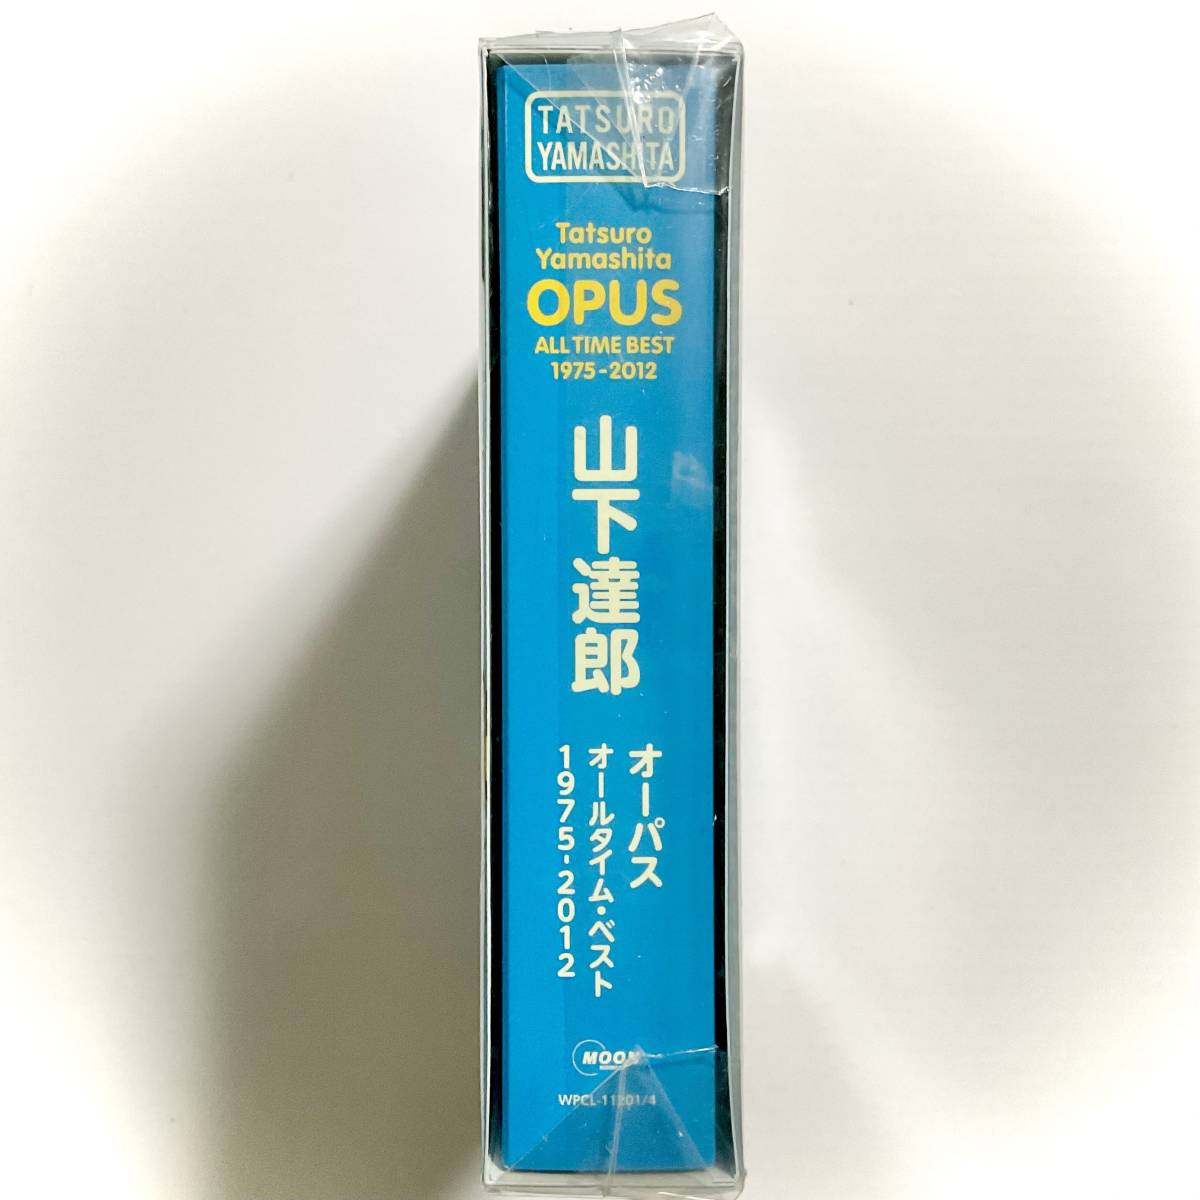 TATSURO
YAMASHITA
Tatsuro
Yamashita
OPUS
ALL TIME BEST
1975-2012
山下達郎
オーパス
オールタイム・ベスト
1975-2012
MOON
WPCL-11201/4